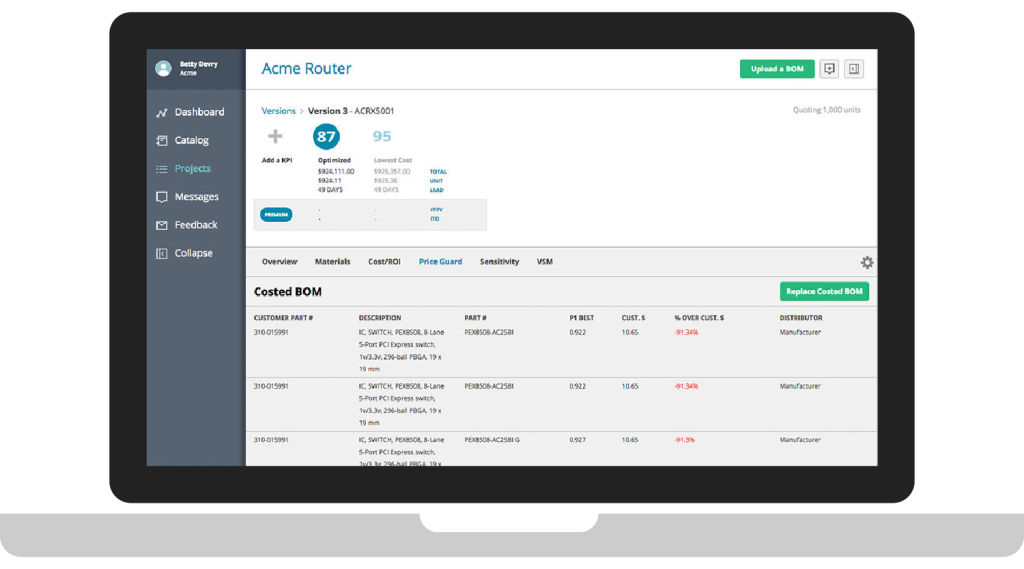 Betty Devry
Acme
Dashboard
Catalog
Projects
Messages
Feedback
Collapse
Acme Router
Upload a BOM
Versions > Version 3 - ACRX5001
Quoting 1,000 units
87 95
Add a KPI Optimized Lowest Cost
$924,111.00 $925,357.00 TOTAL
$924.11 $925.36 UNIT
49 DAYS 49 DAYS LEAD
PREMIUM - -
- - ITO
Overview Materials Cost/ROI Price Guard Sensitivity VSM
Costed BOM Replace Costed BOM
CUSTOMER PART # DESCRIPTION PART # P1 BEST CUST. $ % OVER CUST. $ DISTRIBUTOR
310-015991 IC, SWITCH, PEX8508, 8-Lane PEX8508-AC25BI 0.922 10.65 -91.34% Manufacturer
5-Port PCI Express switch,
1v/3.3v, 296-ball PBGA, 19 x
19 mm
310-015991 IC, SWITCH, PEX8508, 8-Lane PEX8508-AC25BI 0.922 10.65 -91.34% Manufacturer
5-Port PCI Express switch,
1v/3.3v, 296-ball PBGA, 19 x
19 mm
310-015991 IC, SWITCH, PEX8508, 8-Lane PEX8508-AC25BI G 0.927 10.65 -91.3% Manufacturer
5-Port PCI Express switch,
1v/3.3v, 296-ball PBGA, 19 x